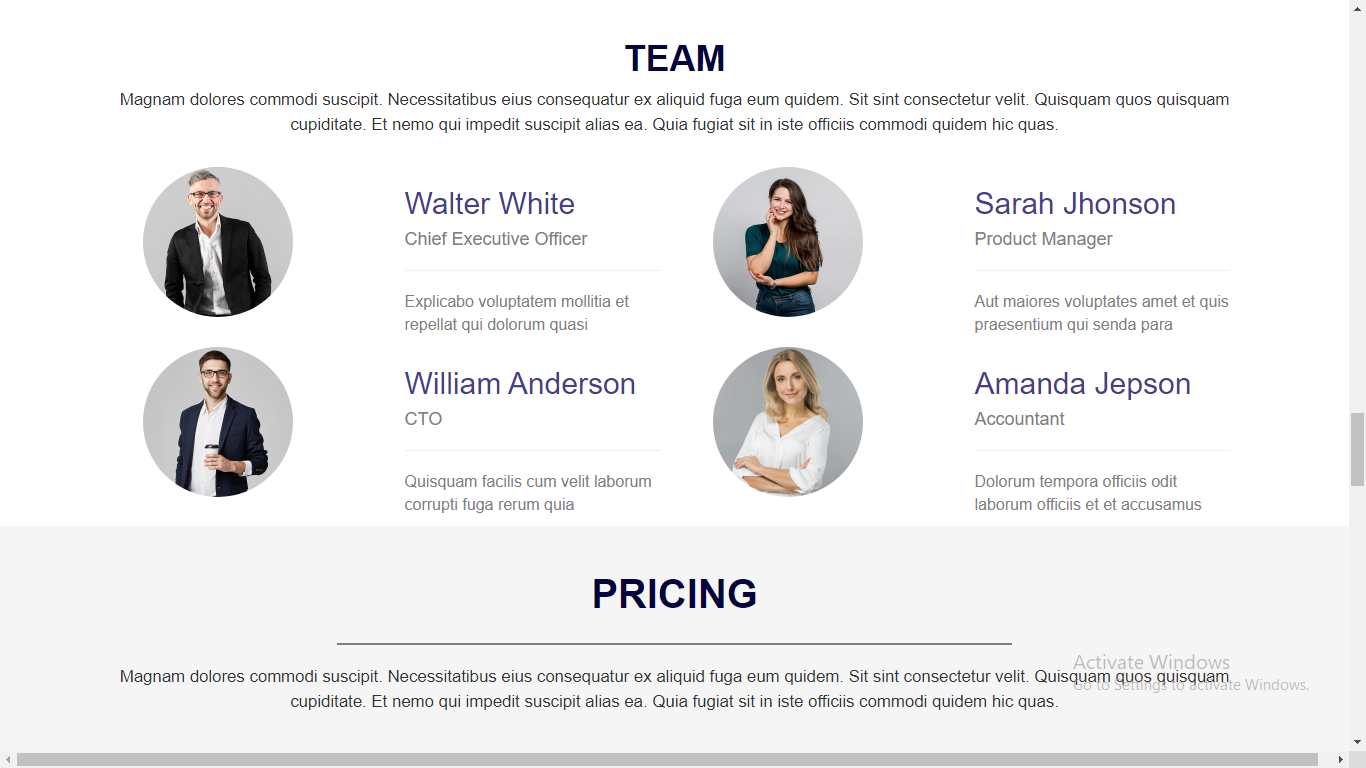 TEAM
Magnam dolores commodi suscipit. Necessitatibus eius consequatur ex aliquid fuga eum quidem. Sit sint consectetur velit. Quisquam quos quisquam
cupiditate. Et nemo qui impedit suscipit alias ea. Quia fugiat sit in iste officiis commodi quidem hic quas.
Walter White
Chief Executive Officer
Explicabo voluptatem mollitia et
repellat qui dolorum quasi
Sarah Jhonson
Product Manager
Aut maiores voluptates amet et quis
praesentium qui senda para
William Anderson
CTO
Quisquam facilis cum velit laborum
corrupti fuga rerum quia
Amanda Jepson
Accountant
Dolorum tempora officiis odit
laborum officiis et et accusamus
PRICING
Magnam dolores commodi suscipit. Necessitatibus eius consequatur ex aliquid fuga eum quidem. Sit sint consectetur velit. Quisquam quos quisquam
cupiditate. Et nemo qui impedit suscipit alias ea. Quia fugiat sit in iste officiis commodi quidem hic quas.
Activate Windows
Go to Settings to activate Windows.